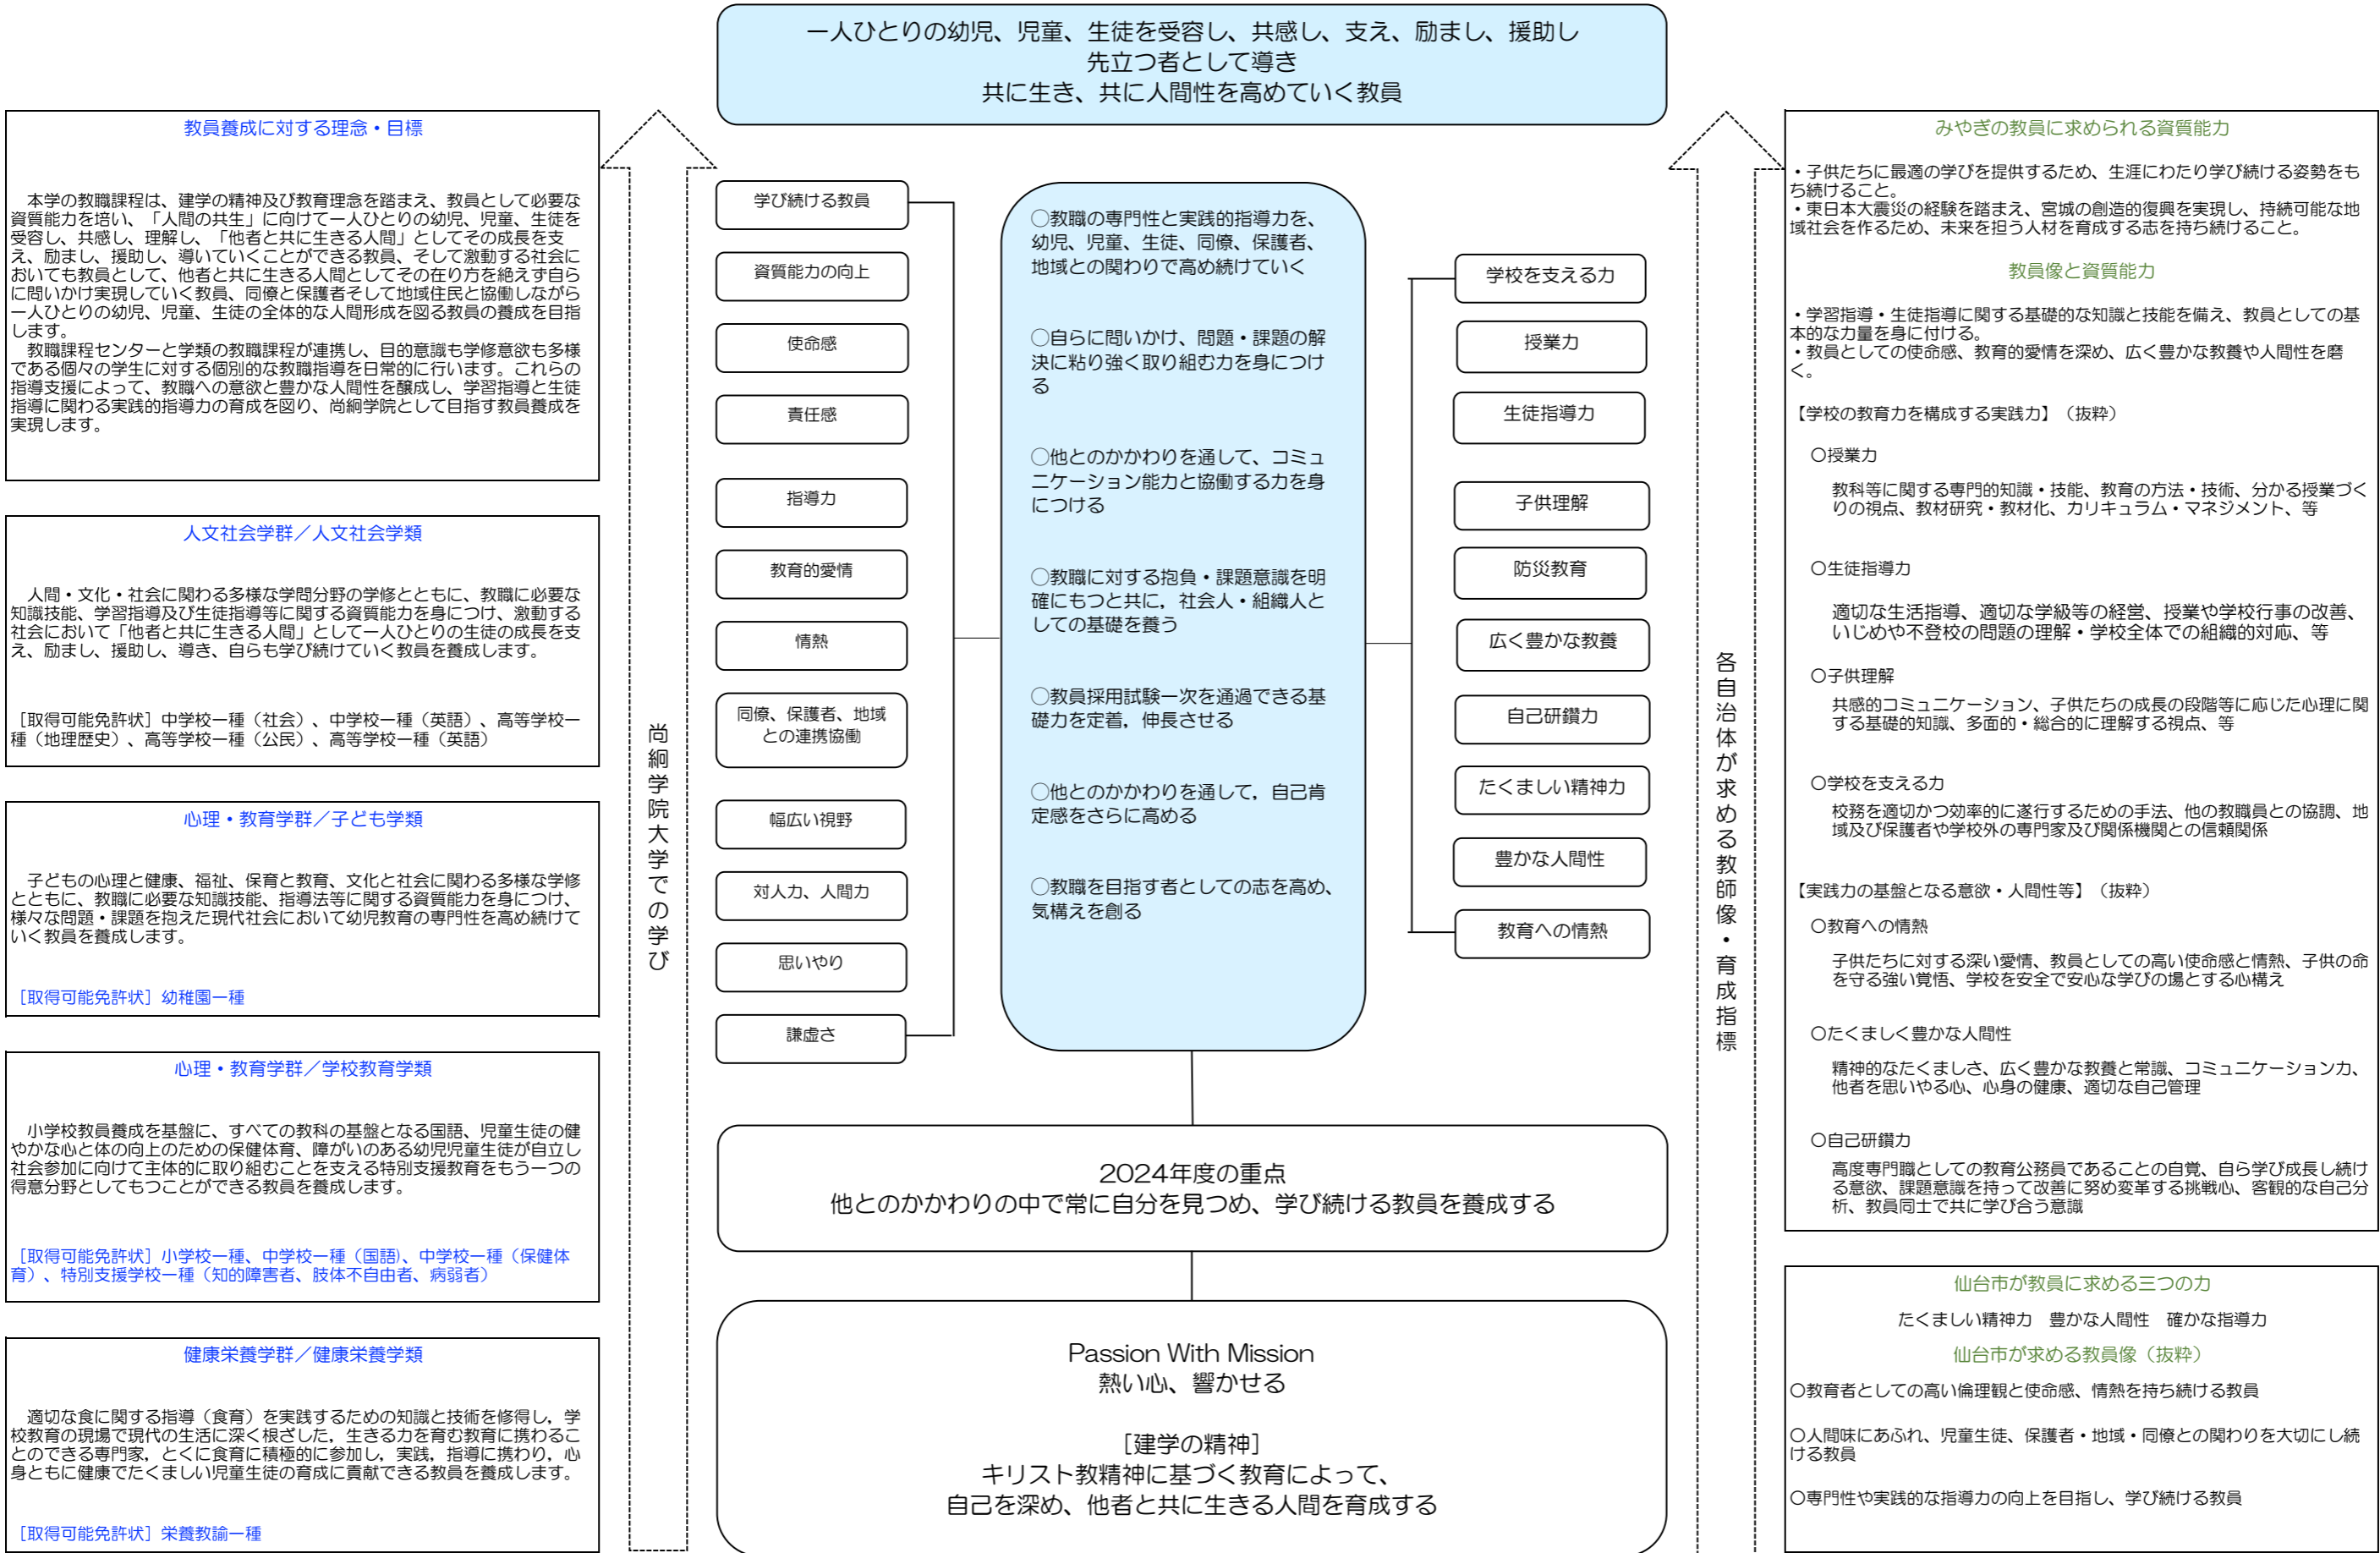 一人ひとりの幼児、児童、生徒を受容し、共感し、支え、励まし、援助し
先立つ者として導き
共に生き、共に人間性を高めていく教員
教員養成に対する理念・目標
本学の教職課程は、建学の精神及び教育理念を踏まえ、教員として必要な
資質能力を培い、「人間の共生」に向けて一人ひとりの幼児、児童、生徒を
受容し、共感し、理解し、「他者と共に生きる人間」としてその成長を支
え、励まし、援助し、導いていくことができる教員、そして激動する社会に
おいても教員として、他者と共に生きる人間としてその在り方を絶えず自ら
に問いかけ実現していく教員、同僚と保護者そして地域住民と協働しながら
一人ひとりの幼児、児童、生徒の全体的な人間形成を図る教員の養成を目指
します。
教職課程センターと学類の教職課程が連携し、目的意識も学修意欲も多様
である個々の学生に対する個別的な教職指導を日常的に行います。これらの
指導支援によって、教職への意欲と豊かな人間性を醸成し、学習指導と生徒
指導に関わる実践的指導力の育成を図り、尚絅学院として目指す教員養成を
実現します。
人文社会学群／人文社会学類
人間・文化・社会に関わる多様な学問分野の学修とともに、教職に必要な
知識技能、学習指導及び生徒指導等に関する資質能力を身につけ、激動する
社会において「他者と共に生きる人間」として一人ひとりの生徒の成長を支
え、励まし、援助し、導き、自らも学び続けていく教員を養成します。
［取得可能免許状］中学校一種（社会）、中学校一種（英語）、高等学校一
種（地理歴史）、高等学校一種（公民）、高等学校一種（英語）
心理・教育学群／子ども学類
子どもの心理と健康、福祉、保育と教育、文化と社会に関わる多様な学修
とともに、教職に必要な知識技能、指導法等に関する資質能力を身につけ、
様々な問題・課題を抱えた現代社会において幼児教育の専門性を高め続けて
いく教員を養成します。
［取得可能免許状］幼稚園一種
心理・教育学群／学校教育学類
小学校教員養成を基盤に、すべての教科の基盤となる国語、児童生徒の健
やかな心と体の向上のための保健体育、障がいのある幼児児童生徒が自立し
社会参加に向けて主体的に取り組むことを支える特別支援教育をもう一つの
得意分野としてもつことができる教員を養成します。
［取得可能免許状］小学校一種、中学校一種（国語）、中学校一種（保健体
育）、特別支援学校一種（知的障害者、肢体不自由者、病弱者）
健康栄養学群／健康栄養学類
適切な食に関する指導（食育）を実践するための知識と技術を修得し，学
校教育の現場で現代の生活に深く根ざした，生きる力を育む教育に携わるこ
とのできる専門家，とくに食育に積極的に参加し，実践，指導に携わり，心
身ともに健康でたくましい児童生徒の育成に貢献できる教員を養成します。
［取得可能免許状］栄養教諭一種
尚絅学院大学での学び
学び続ける教員
資質能力の向上
使命感
責任感
指導力
教育的愛情
情熱
同僚、保護者、地域
との連携協働
幅広い視野
対人力、人間力
思いやり
謙虚さ
○教職の専門性と実践的指導力を、
幼児、児童、生徒、同僚、保護者、
地域との関わりで高め続けていく
○自らに問いかけ、問題・課題の解
決に粘り強く取り組む力を身につけ
る
○他とのかかわりを通して、コミュ
ニケーション能力と協働する力を身
につける
○教職に対する抱負・課題意識を明
確にもつと共に，社会人・組織人と
しての基礎を養う
○教員採用試験一次を通過できる基
礎力を定着，伸長させる
○他とのかかわりを通して，自己肯
定感をさらに高める
○教職を目指す者としての志を高め、
気構えを創る
学校を支える力
授業力
生徒指導力
子供理解
防災教育
広く豊かな教養
自己研鑽力
たくましい精神力
豊かな人間性
教育への情熱
2024年度の重点
他とのかかわりの中で常に自分を見つめ、学び続ける教員を養成する
Passion With Mission
熱い心、響かせる
［建学の精神］
キリスト教精神に基づく教育によって、
自己を深め、他者と共に生きる人間を育成する
各自治体が求める教師像・育成指標
みやぎの教員に求められる資質能力
・子供たちに最適の学びを提供するため、生涯にわたり学び続ける姿勢をも
ち続けること。
・東日本大震災の経験を踏まえ、宮城の創造的復興を実現し、持続可能な地
域社会を作るため、未来を担う人材を育成する志を持ち続けること。
教員像と資質能力
・学習指導・生徒指導に関する基礎的な知識と技能を備え、教員としての基
本的な力量を身に付ける。
・教員としての使命感、教育的愛情を深め、広く豊かな教養や人間性を磨
く。
【学校の教育力を構成する実践力】（抜粋）
○授業力
教科等に関する専門的知識・技能、教育の方法・技術、分かる授業づく
りの視点、教材研究・教材化、カリキュラム・マネジメント、等
○生徒指導力
適切な生活指導、適切な学級等の経営、授業や学校行事の改善、
いじめや不登校の問題の理解・学校全体での組織的対応、等
○子供理解
共感的コミュニケーション、子供たちの成長の段階等に応じた心理に関
する基礎的知識、多面的・総合的に理解する視点、等
○学校を支える力
校務を適切かつ効率的に遂行するための手法、他の教職員との協調、地
域及び保護者や学校外の専門家及び関係機関との信頼関係
【実践力の基盤となる意欲・人間性等】（抜粋）
○教育への情熱
子供たちに対する深い愛情、教員としての高い使命感と情熱、子供の命
を守る強い覚悟、学校を安全で安心な学びの場とする心構え
○たくましく豊かな人間性
精神的なたくましさ、広く豊かな教養と常識、コミュニケーション力、
他者を思いやる心、心身の健康、適切な自己管理
○自己研鑽力
高度専門職としての教育公務員であることの自覚、自ら学び成長し続け
る意欲、課題意識を持って改善に努め変革する挑戦心、客観的な自己分
析、教員同士で共に学び合う意識
仙台市が教員に求める三つの力
たくましい精神力　豊かな人間性　確かな指導力
仙台市が求める教員像（抜粋）
○教育者としての高い倫理観と使命感、情熱を持ち続ける教員
○人間味にあふれ、児童生徒、保護者・地域・同僚との関わりを大切にし続
ける教員
○専門性や実践的な指導力の向上を目指し、学び続ける教員